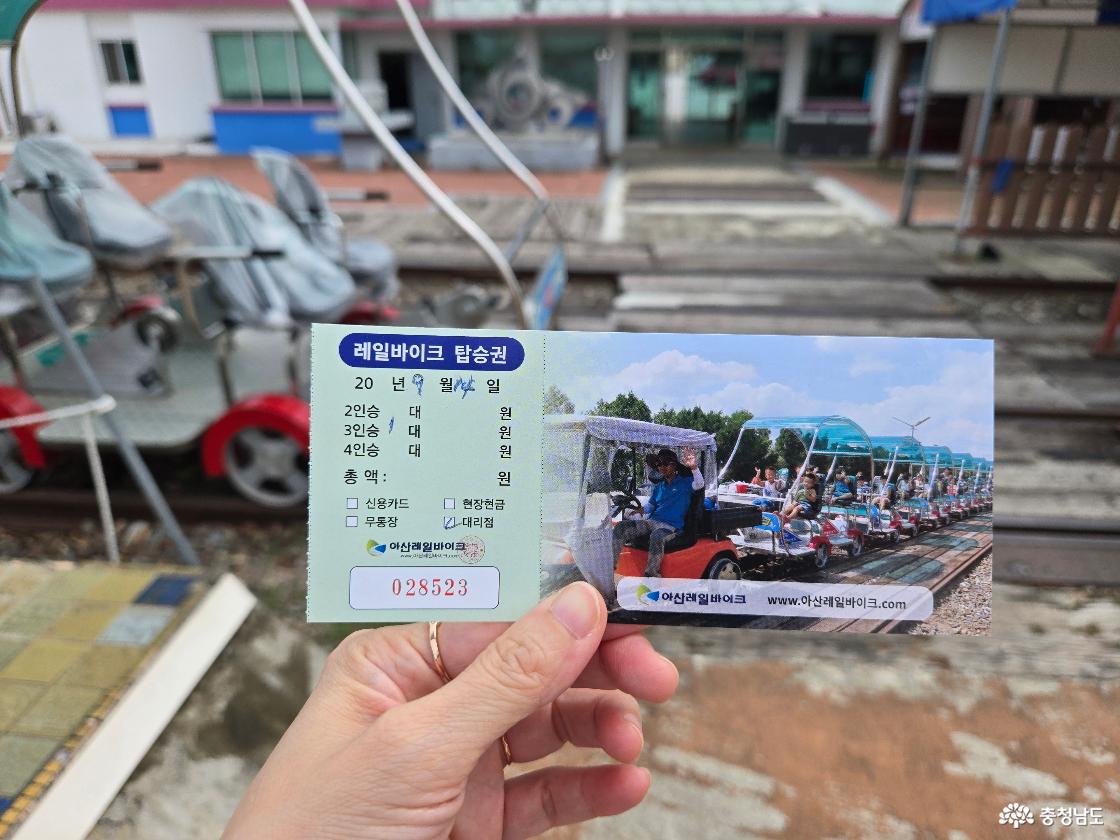 레일바이크 탑승권
20 년 9 월 14 일
2인승 대 원
3인승 1 대 원
4인승 대 원
총 액 : 원
신용카드 현장현금
무통장 대리점
아산레일바이크
028523
아산레일바이크 www.아산레일바이크.com
충청남도